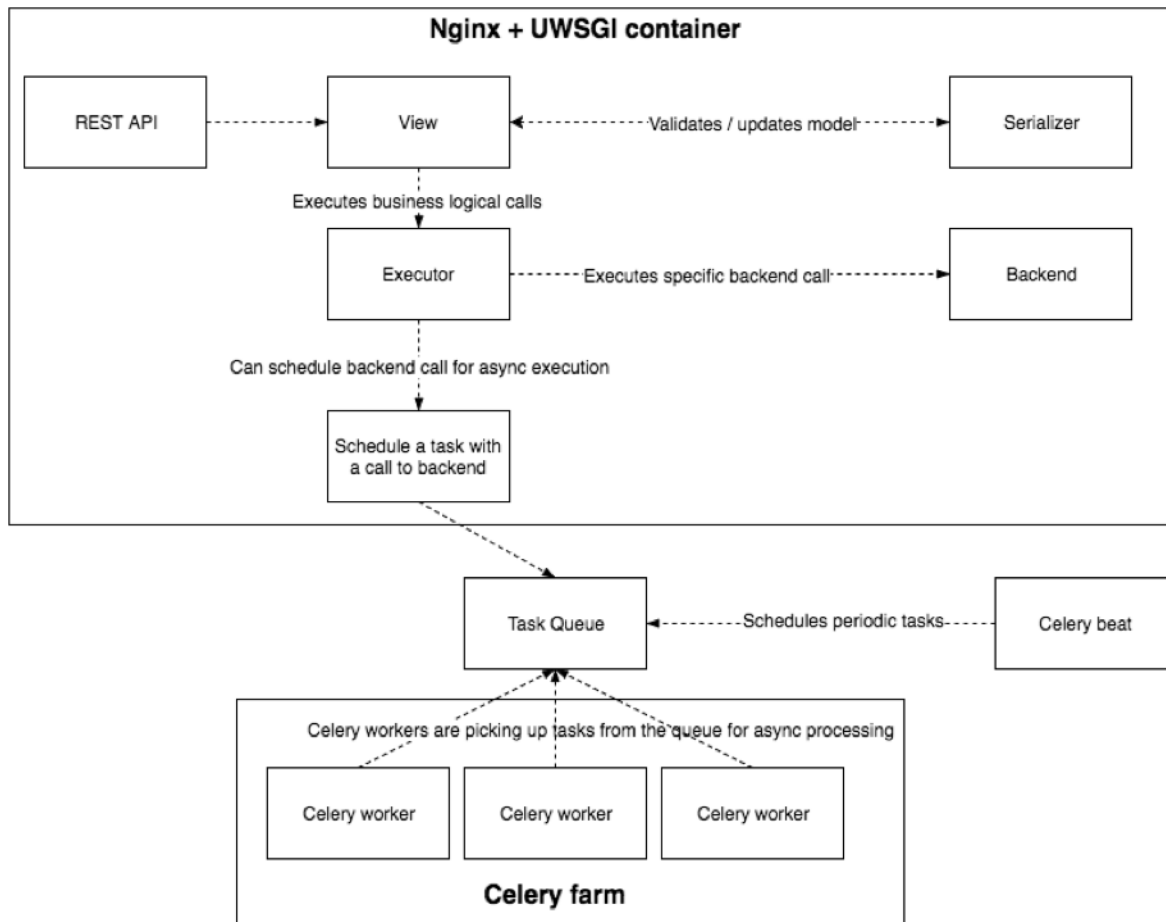 Nginx + UWSGI container
REST API
View
Validates / updates model
Serializer
Executes business logical calls
Executor
Executes specific backend call
Backend
Can schedule backend call for async execution
Schedule a task with
a call to backend
Task Queue
Schedules periodic tasks
Celery beat
Celery workers are picking up tasks from the queue for async processing
Celery worker
Celery worker
Celery worker
Celery farm